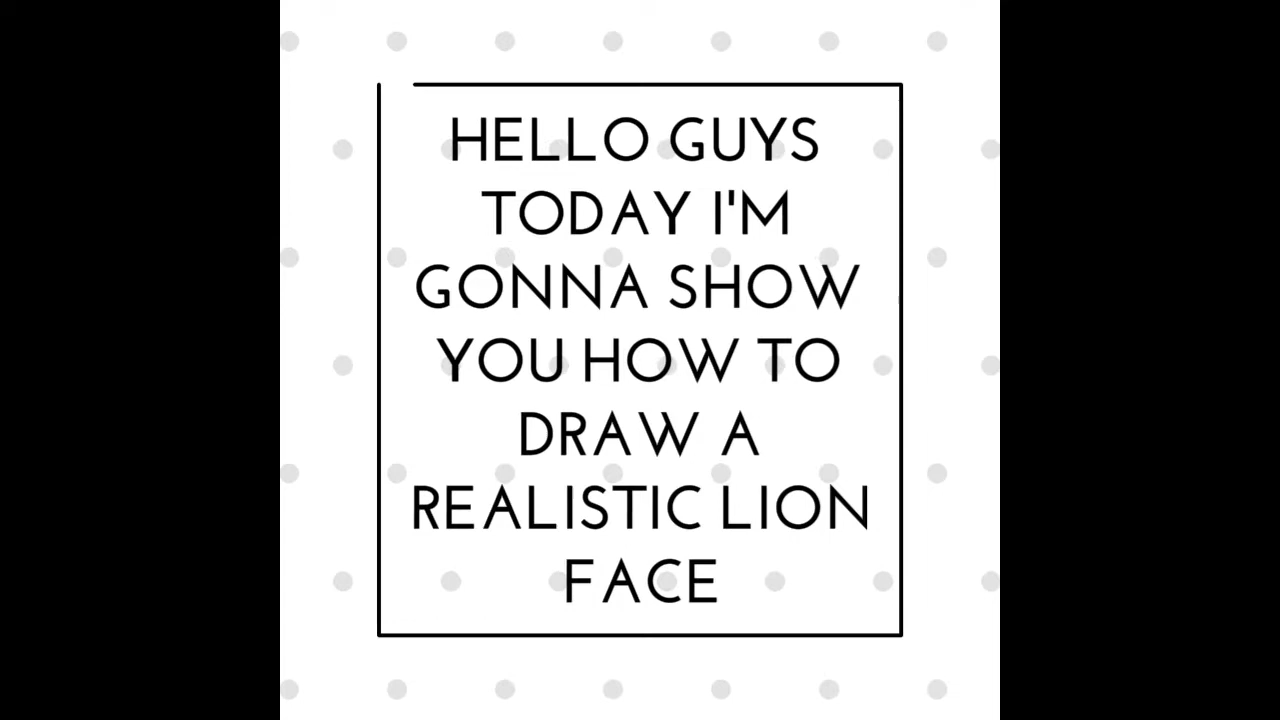 HELLO GUYS
TODAY I'M
GONNA SHOW
YOU HOW TO
DRAW A
REALISTIC LION
FACE